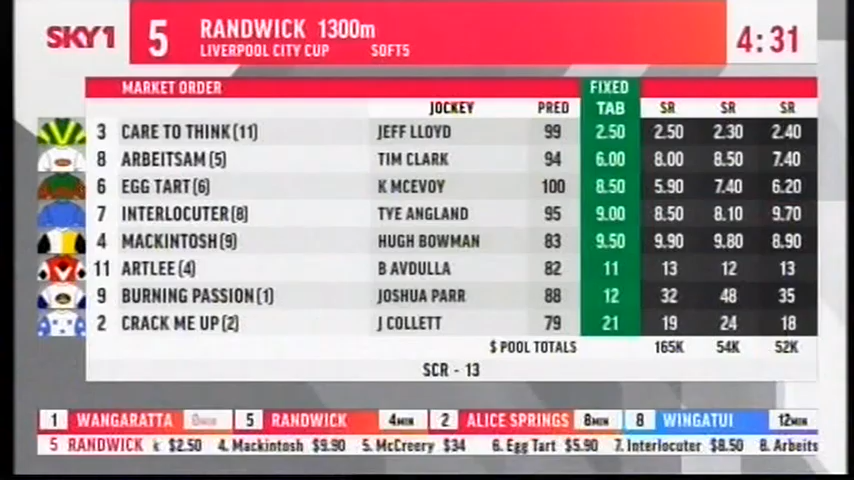 SKY1 5 RANDWICK 1300m 4:31
LIVERPOOL CITY CUP SOFT5
MARKET ORDER FIXED
JOCKEY PRED TAB SR SR SR
3 CARE TO THINK(11) JEFF LLOYD 99 2.50 2.50 2.30 2.40
8 ARBEITSAM(5) TIM CLARK 94 6.00 8.00 8.50 7.40
6 EGG TART(6) K MCEVOY 100 8.50 5.90 7.40 6.20
7 INTERLOCUTER(8) TYE ANGLAND 95 9.00 8.50 8.10 9.70
4 MACKINTOSH(9) HUGH BOWMAN 83 9.50 9.90 9.80 8.90
11 ARTLEE(4) B AVDULLA 82 11 13 12 13
9 BURNING PASSION(1) JOSHUA PARR 88 12 32 48 35
2 CRACK ME UP(2) J COLLETT 79 21 19 24 18
$ POOL TOTALS 165K 54K 52K
SCR - 13
1 WANGARATTA 0MIN 5 RANDWICK 4MIN 2 ALICE SPRINGS 8MIN 8 WINGATUI 12MIN
5 RANDWICK k $2.50 4. Mackintosh $9.90 5. McCreery $34 6. Egg Tart $5.90 7. Interlocuter $8.50 8. Arbeits